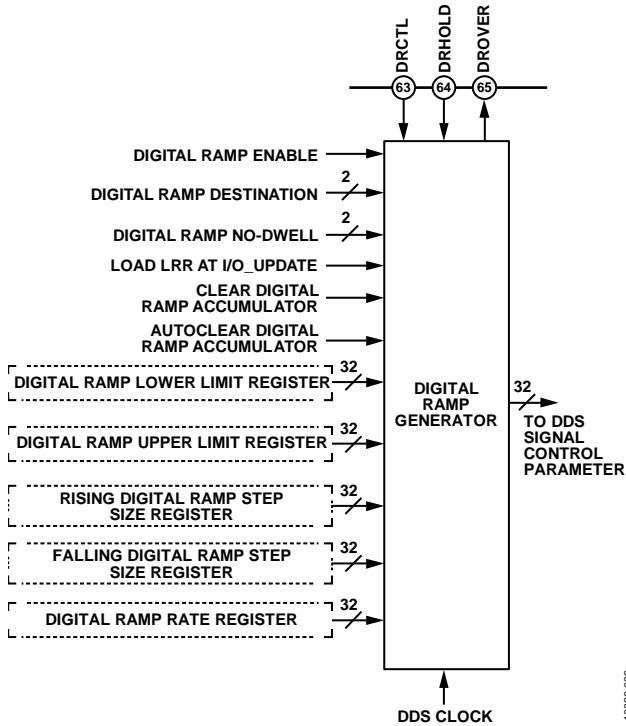 DRCTL
DRHOLD
DROVER
63
64
65
DIGITAL RAMP ENABLE
2
DIGITAL RAMP DESTINATION
2
DIGITAL RAMP NO-DWELL
LOAD LRR AT I/O_UPDATE
CLEAR DIGITAL
RAMP ACCUMULATOR
AUTOCLEAR DIGITAL
RAMP ACCUMULATOR
32
DIGITAL RAMP LOWER LIMIT REGISTER
32
DIGITAL RAMP UPPER LIMIT REGISTER
32
RISING DIGITAL RAMP STEP
SIZE REGISTER
32
FALLING DIGITAL RAMP STEP
SIZE REGISTER
32
DIGITAL RAMP RATE REGISTER
DIGITAL
RAMP
GENERATOR
32
TO DDS
SIGNAL
CONTROL
PARAMETER
DDS CLOCK